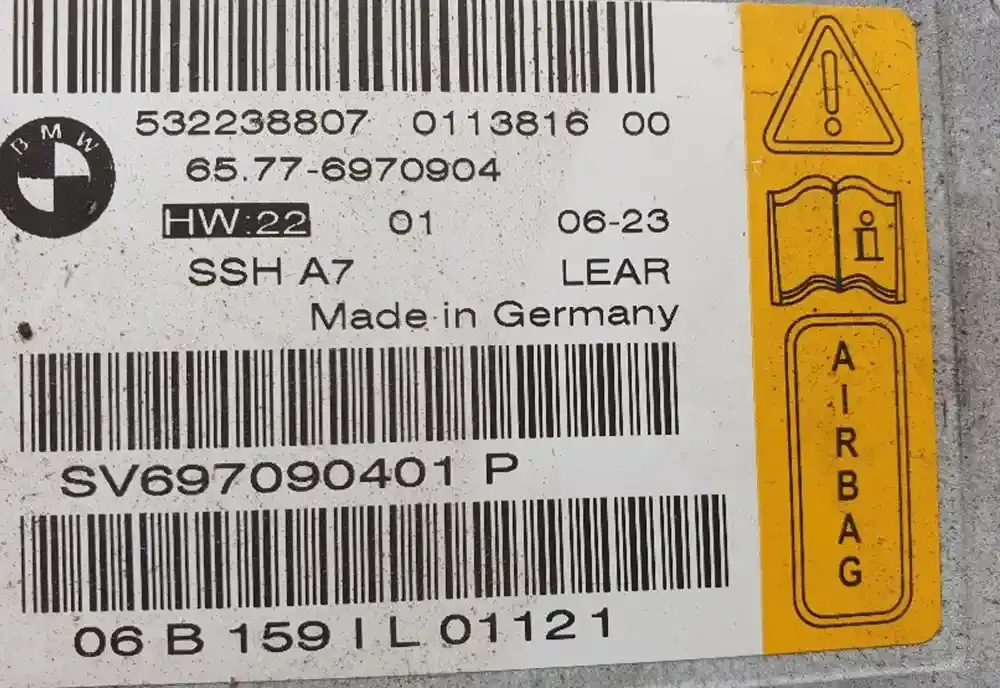 532238807 0113816 00
BMW
65.77-6970904
HW:22 01 06-23
SSH A7 LEAR
Made in Germany
SV697090401 P
06 B 159 I L 01121
i
AIRBAG